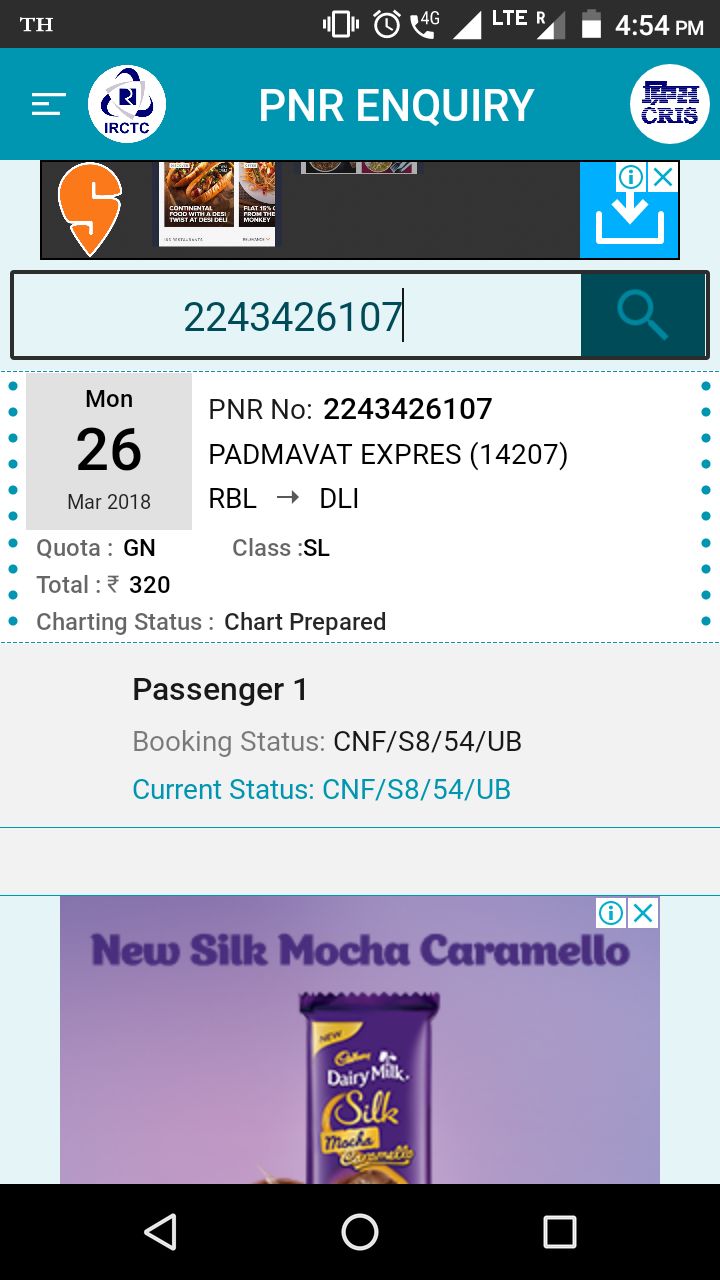 TH 4G LTE R 4:54 PM
IRCTC
PNR ENQUIRY
CRIS
CONTINENTAL
FOOD WITH A DESI
TWIST AT DESI DELI
FLAT 15%
FROM THE
MONKEY
2243426107
Mon
26
Mar 2018
PNR No: 2243426107
PADMAVAT EXPRES (14207)
RBL → DLI
Quota : GN Class :SL
Total : ₹ 320
Charting Status : Chart Prepared
Passenger 1
Booking Status: CNF/S8/54/UB
Current Status: CNF/S8/54/UB
New Silk Mocha Caramello
NEW
Cadbury
Dairy Milk
Silk
Mocha
Caramello